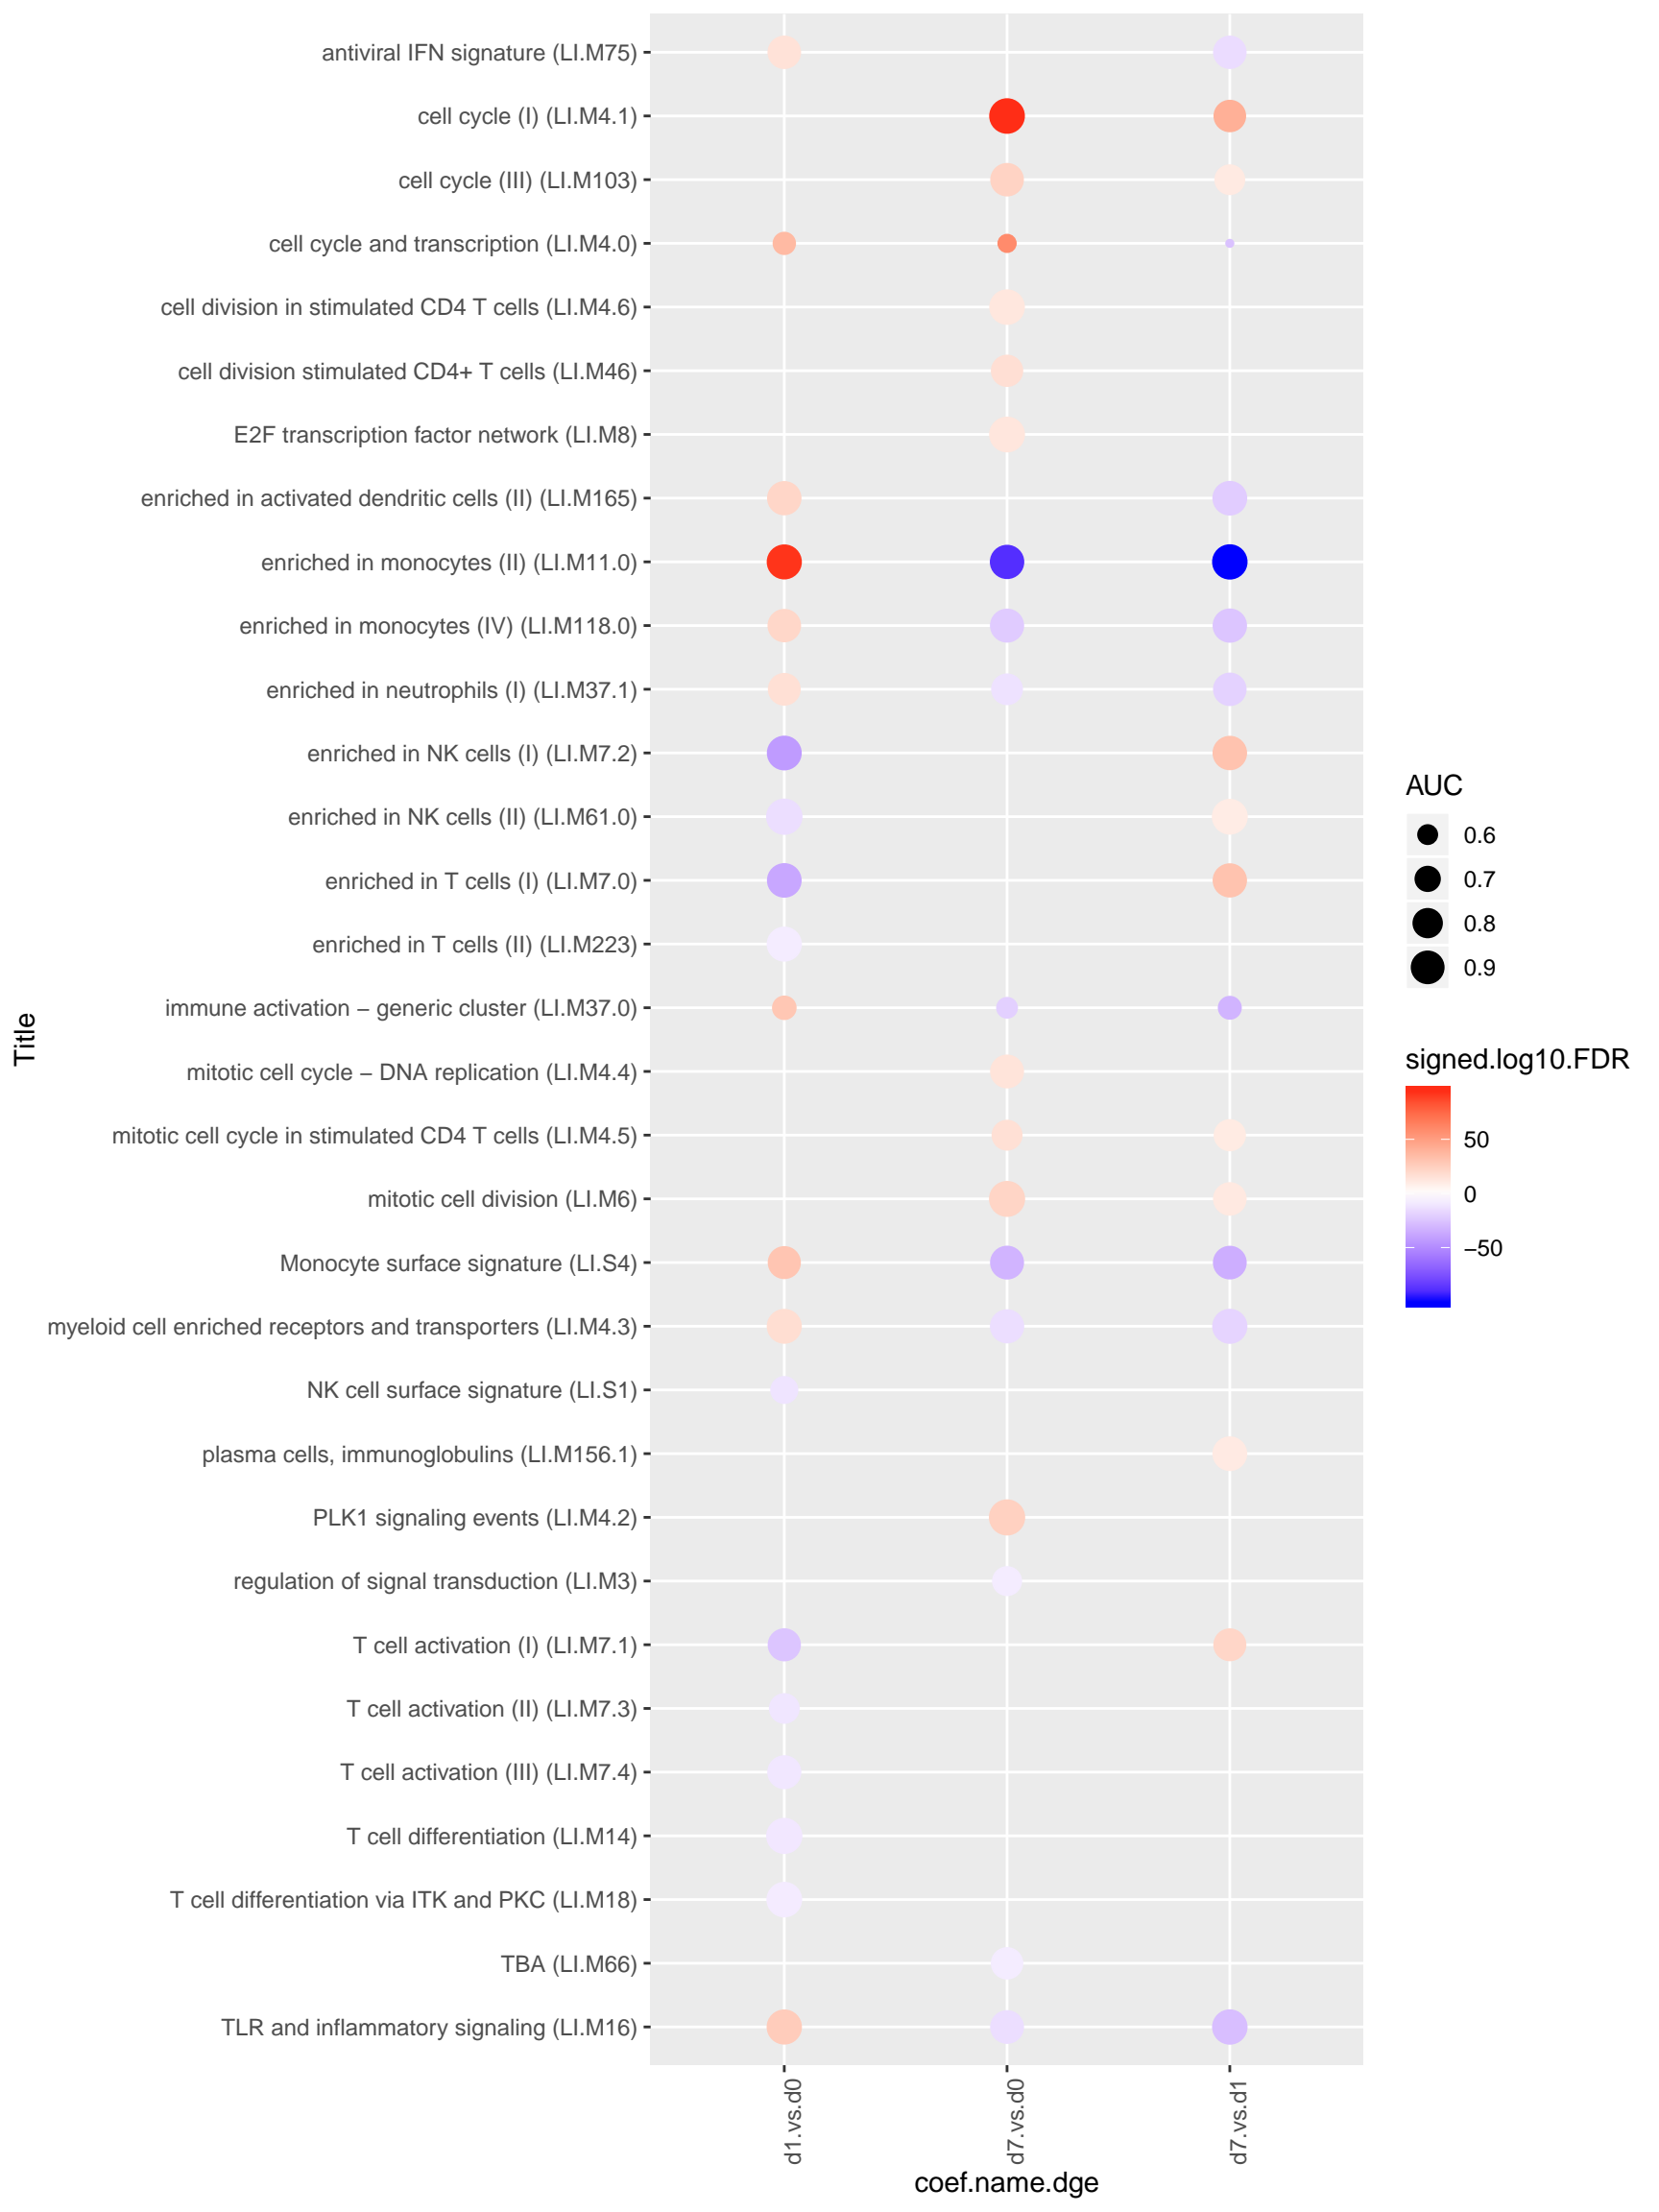 antiviral IFN signature (LI.M75)
cell cycle (I) (LI.M4.1)
cell cycle (III) (LI.M103)
cell cycle and transcription (LI.M4.0)
cell division in stimulated CD4 T cells (LI.M4.6)
cell division stimulated CD4+ T cells (LI.M46)
E2F transcription factor network (LI.M8)
enriched in activated dendritic cells (II) (LI.M165)
enriched in monocytes (II) (LI.M11.0)
enriched in monocytes (IV) (LI.M118.0)
enriched in neutrophils (I) (LI.M37.1)
enriched in NK cells (I) (LI.M7.2)
enriched in NK cells (II) (LI.M61.0)
enriched in T cells (I) (LI.M7.0)
enriched in T cells (II) (LI.M223)
immune activation − generic cluster (LI.M37.0)
mitotic cell cycle − DNA replication (LI.M4.4)
mitotic cell cycle in stimulated CD4 T cells (LI.M4.5)
mitotic cell division (LI.M6)
Monocyte surface signature (LI.S4)
myeloid cell enriched receptors and transporters (LI.M4.3)
NK cell surface signature (LI.S1)
plasma cells, immunoglobulins (LI.M156.1)
PLK1 signaling events (LI.M4.2)
regulation of signal transduction (LI.M3)
T cell activation (I) (LI.M7.1)
T cell activation (II) (LI.M7.3)
T cell activation (III) (LI.M7.4)
T cell differentiation (LI.M14)
T cell differentiation via ITK and PKC (LI.M18)
TBA (LI.M66)
TLR and inflammatory signaling (LI.M16)
Title
d1.vs.d0
d7.vs.d0
d7.vs.d1
coef.name.dge
AUC
0.6
0.7
0.8
0.9
signed.log10.FDR
50
0
−50